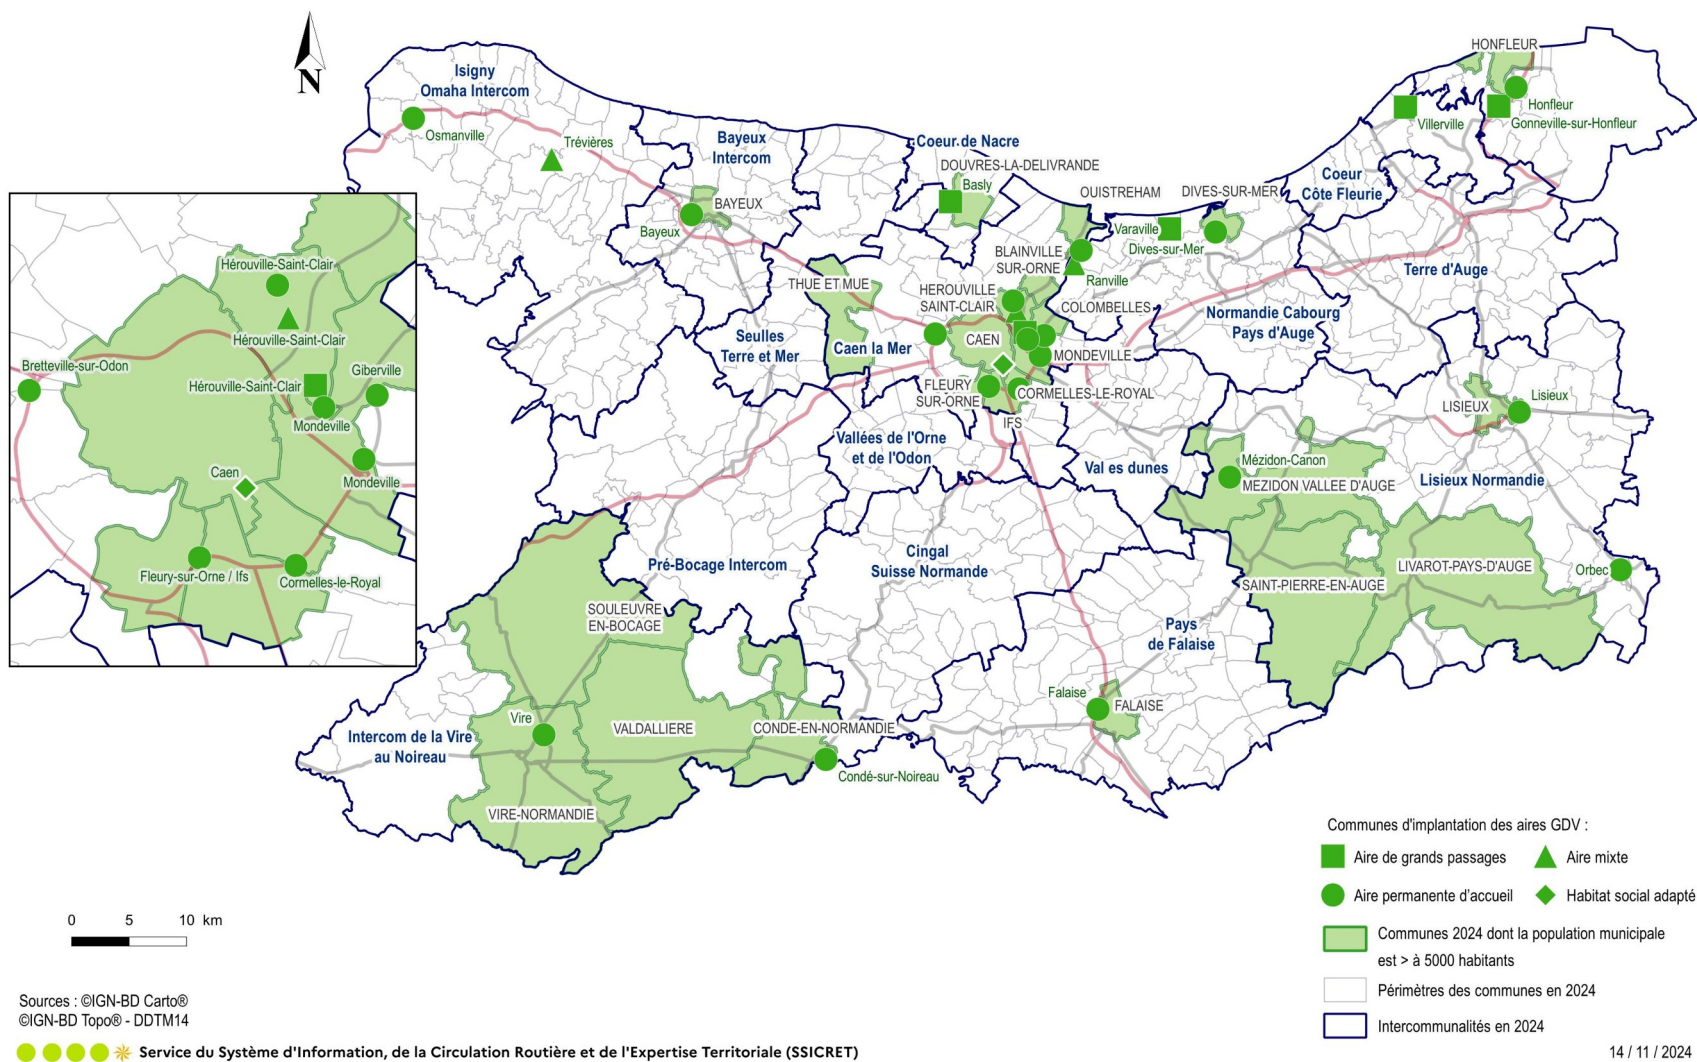 N
Isigny
Omaha Intercom
Osmanville
Trévières
Bayeux
Intercom
BAYEUX
Bayeux
Coeur de Nacre
DOUVRES-LA-DELIVRANDE
Basly
OUISTREHAM
DIVES-SUR-MER
Varaville
Dives-sur-Mer
HONFLEUR
Honfleur
Villerville
Gonneville-sur-Honfleur
Coeur
Côte Fleurie
Terre d'Auge
BLAINVILLE
SUR-ORNE
Ranville
THUE ET MUE
HEROUVILLE
SAINT-CLAIR
COLOMBELLES
Normandie Cabourg
Pays d'Auge
Seulles
Terre et Mer
Caen la Mer
CAEN
MONDEVILLE
FLEURY
SUR-ORNE
CORMELLES-LE-ROYAL
IFS
LISIEUX
Lisieux
Vallées de l'Orne
et de l'Odon
Val es dunes
Mézidon-Canon
MEZIDON VALLEE D'AUGE
Lisieux Normandie
Pré-Bocage Intercom
Cingal
Suisse Normande
SAINT-PIERRE-EN-AUGE
LIVAROT-PAYS-D'AUGE
Orbec
SOULEUVRE
EN-BOCAGE
Pays
de Falaise
Falaise
FALAISE
Vire
VALDALLIERE
CONDE-EN-NORMANDIE
Intercom de la Vire
au Noireau
Condé-sur-Noireau
VIRE-NORMANDIE
Hérouville-Saint-Clair
Hérouville-Saint-Clair
Bretteville-sur-Odon
Hérouville-Saint-Clair
Giberville
Mondeville
Caen
Mondeville
Fleury-sur-Orne / Ifs
Cormelles-le-Royal
Communes d'implantation des aires GDV :
Aire de grands passages
Aire mixte
Aire permanente d'accueil
Habitat social adapté
Communes 2024 dont la population municipale
est > à 5000 habitants
Périmètres des communes en 2024
Intercommunalités en 2024
0 5 10 km
Sources : ©IGN-BD Carto®
©IGN-BD Topo® - DDTM14
Service du Système d'Information, de la Circulation Routière et de l'Expertise Territoriale (SSICRET)
14 / 11 / 2024